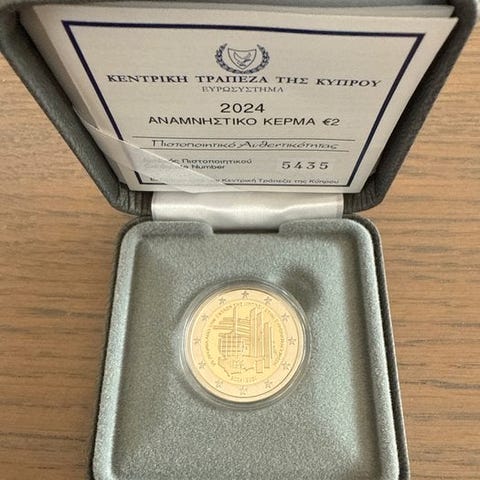 ΚΕΝΤΡΙΚΗ ΤΡΑΠΕΖΑ ΤΗΣ ΚΥΠΡΟΥ
ΕΥΡΩΣΥΣΤΗΜΑ
2024
ΑΝΑΜΝΗΣΤΙΚΟ ΚΕΡΜΑ €2
Πιστοποιητικό Αυθεντικότητας
Πιστοποιητικού
Number
5435
Κεντρική Τράπεζα της Κύπρου